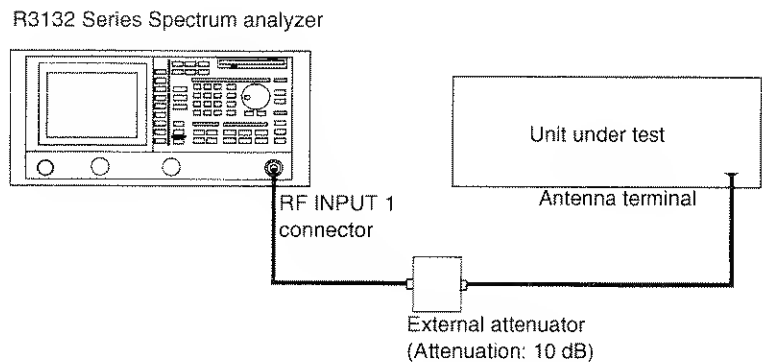 R3132 Series Spectrum analyzer
Unit under test
Antenna terminal
RF INPUT 1
connector
External attenuator
(Attenuation: 10 dB)